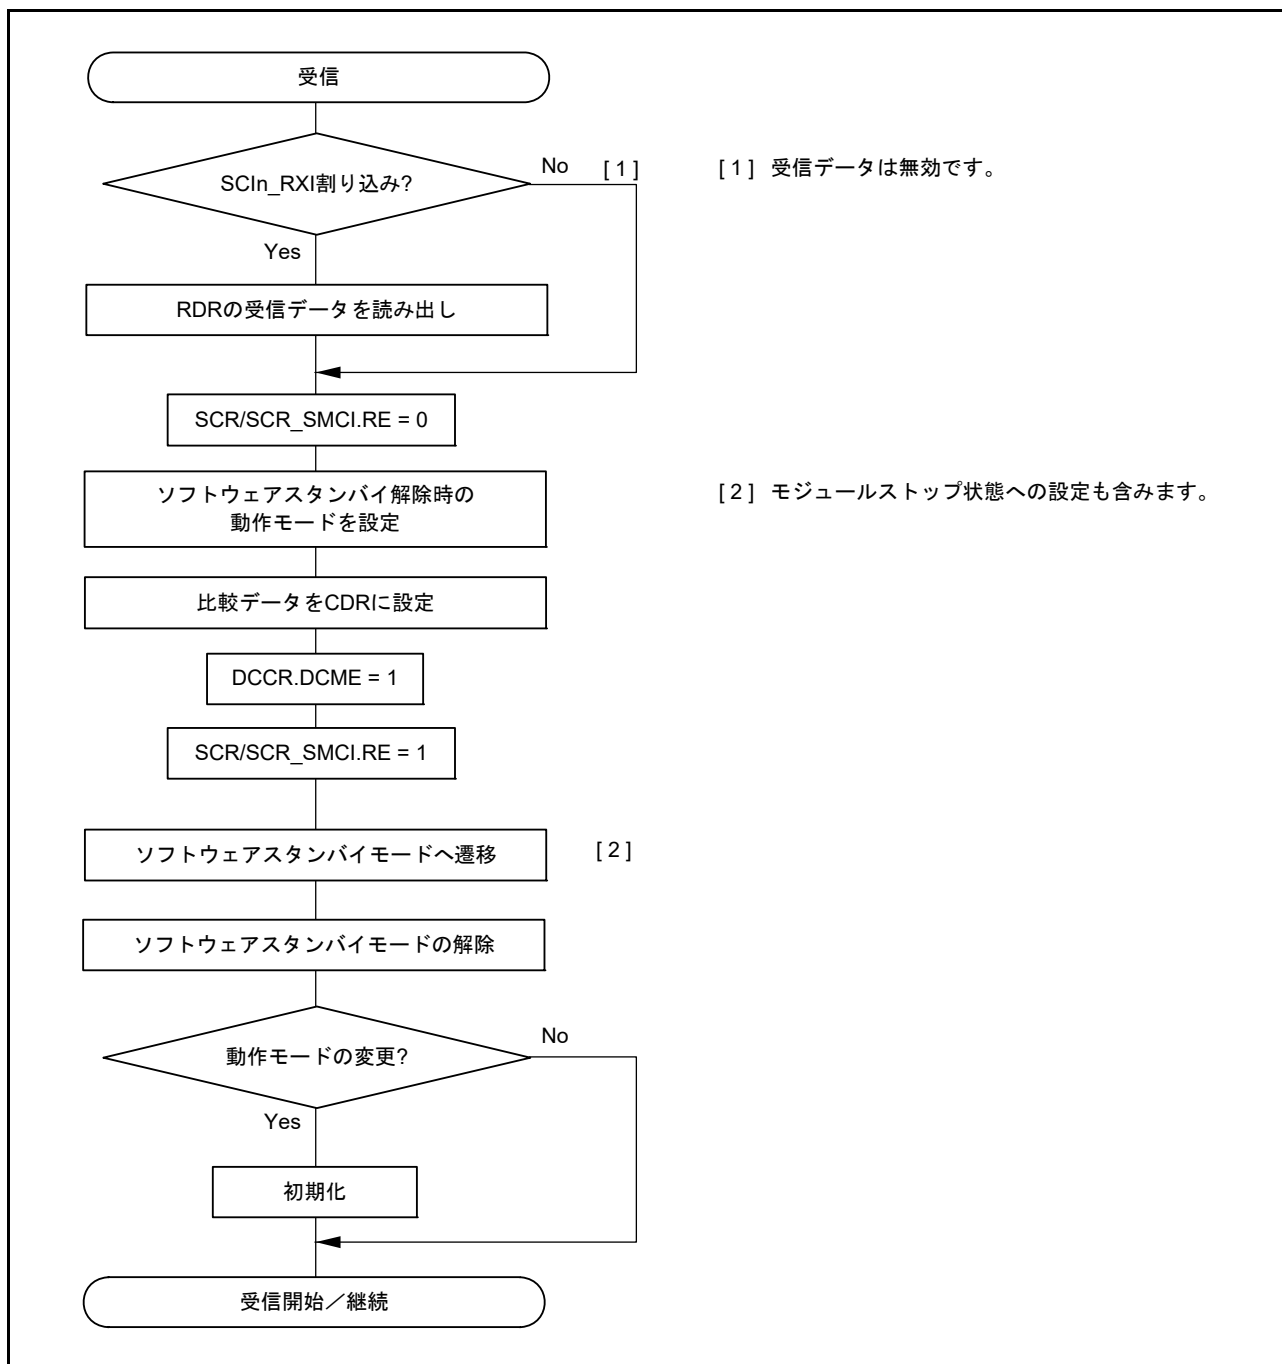 受信
SCIn_RXI割り込み?
No
[ 1 ]
[ 1 ] 受信データは無効です。
Yes
RDRの受信データを読み出し
SCR/SCR_SMCI.RE = 0
ソフトウェアスタンバイ解除時の
動作モードを設定
[ 2 ] モジュールストップ状態への設定も含みます。
比較データをCDRに設定
DCCR.DCME = 1
SCR/SCR_SMCI.RE = 1
ソフトウェアスタンバイモードへ遷移
[ 2 ]
ソフトウェアスタンバイモードの解除
動作モードの変更?
No
Yes
初期化
受信開始／継続